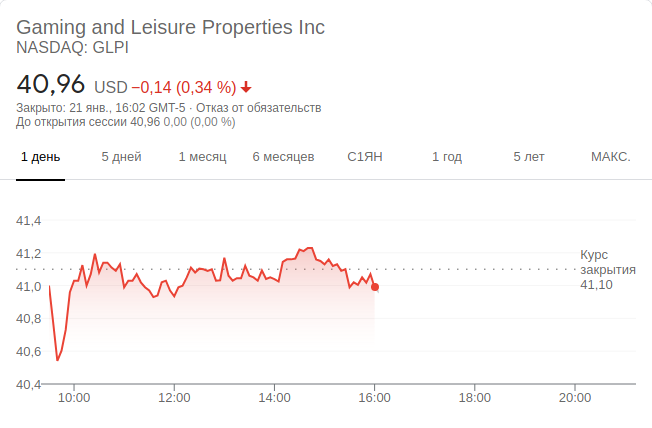 Gaming and Leisure Properties Inc
NASDAQ: GLPI
40,96 USD −0,14 (0,34 %)
Закрыто: 21 янв., 16:02 GMT-5 · Отказ от обязательств
До открытия сессии 40,96 0,00 (0,00 %)
1 день 5 дней 1 месяц 6 месяцев С1ЯН 1 год 5 лет МАКС.
41,4
41,2
Курс
закрытия
41,10
41,0
40,8
40,6
40,4
10:00 12:00 14:00 16:00 18:00 20:00